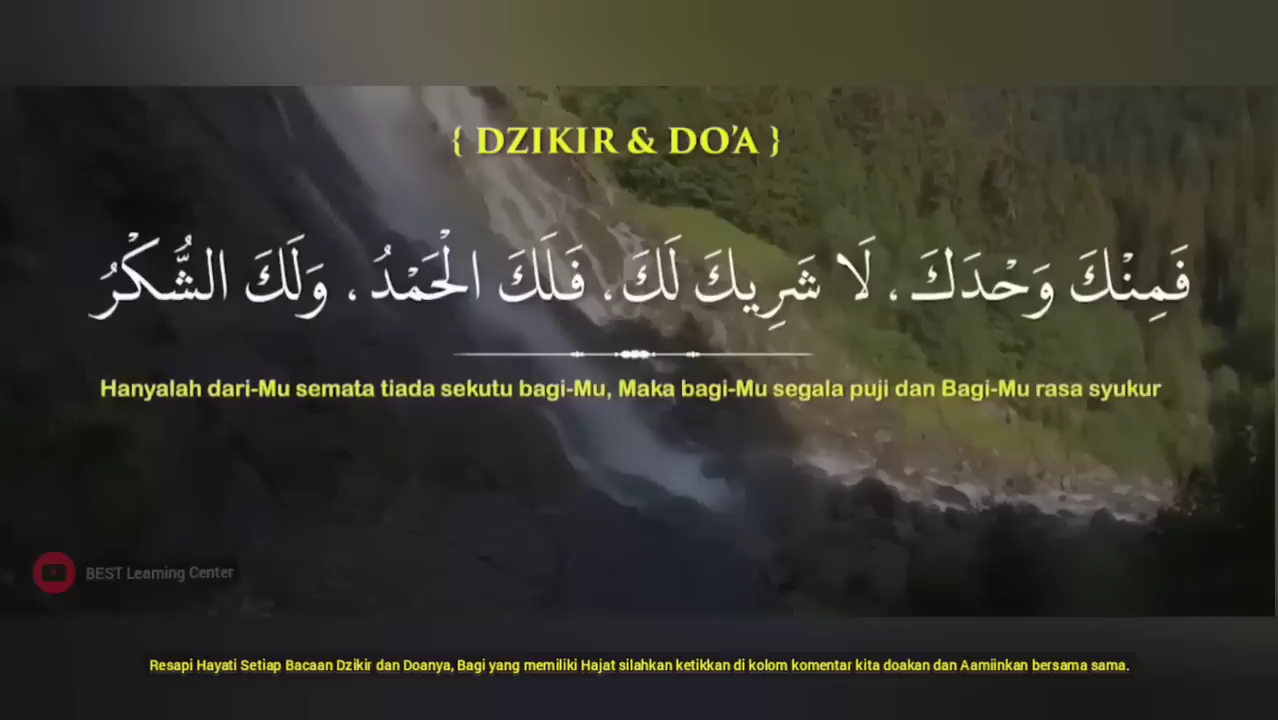 { DZIKIR & DO’A }
فَمِنْكَ وَحْدَكَ، لَا شَرِيكَ لَكَ، فَلَكَ الْحَمْدُ، وَلَكَ الشُّكْرُ
Hanyalah dari-Mu semata tiada sekutu bagi-Mu, Maka bagi-Mu segala puji dan Bagi-Mu rasa syukur
BEST Learning Center
Resapi Hayati Setiap Bacaan Dzikir dan Doanya, Bagi yang memiliki Hajat silahkan ketikkan di kolom komentar kita doakan dan Aamiinkan bersama sama.